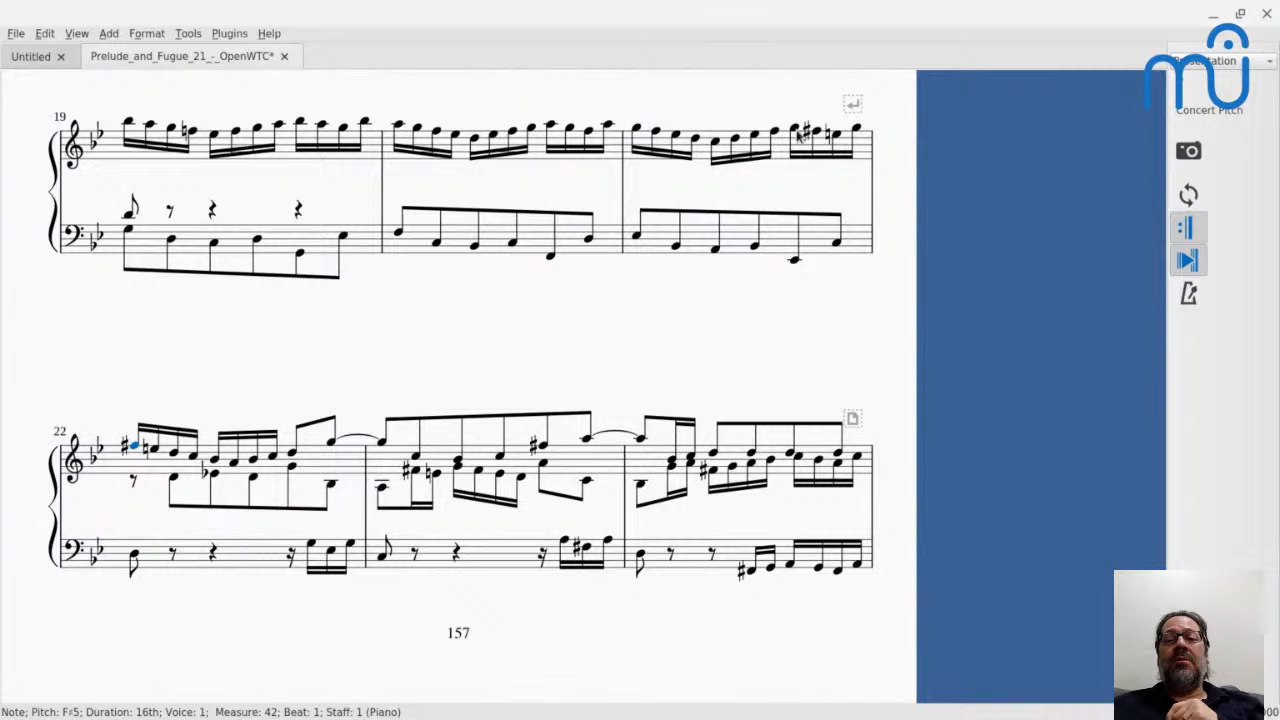 File Edit View Add Format Tools Plugins Help
Untitled Prelude_and_Fugue_21_-_OpenWTC*
Presentation
Concert Pitch
19
22
157
Note; Pitch: F♯5; Duration: 16th; Voice: 1; Measure: 42; Beat: 1; Staff: 1 (Piano)